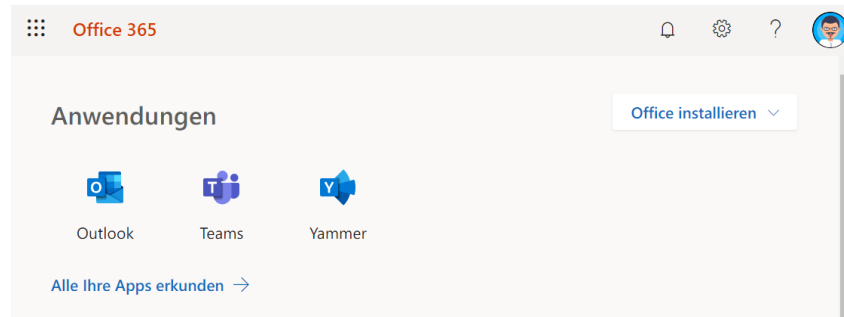 Office 365
Anwendungen
Office installieren
Outlook Teams Yammer
Alle Ihre Apps erkunden →